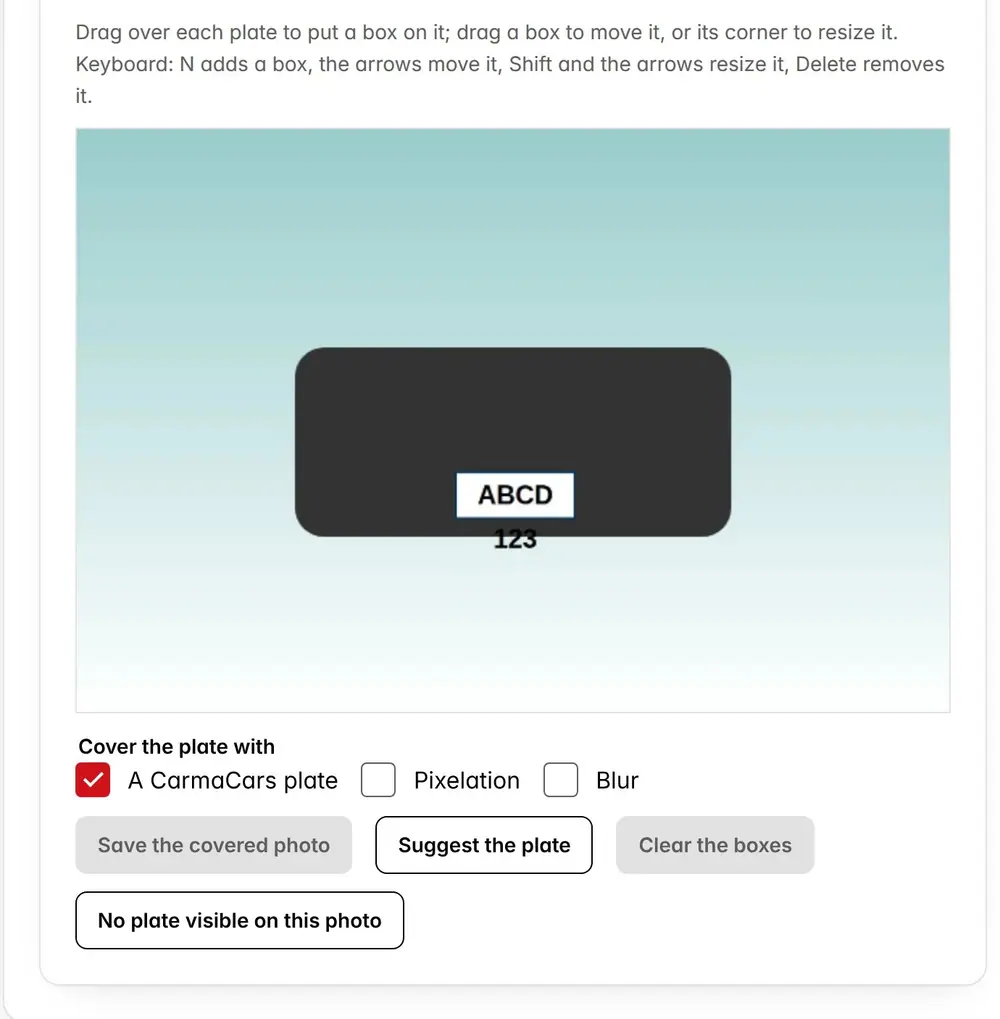 Drag over each plate to put a box on it; drag a box to move it, or its corner to resize it.
Keyboard: N adds a box, the arrows move it, Shift and the arrows resize it, Delete removes
it.
ABCD
123
Cover the plate with
A CarmaCars plate
Pixelation
Blur
Save the covered photo
Suggest the plate
Clear the boxes
No plate visible on this photo